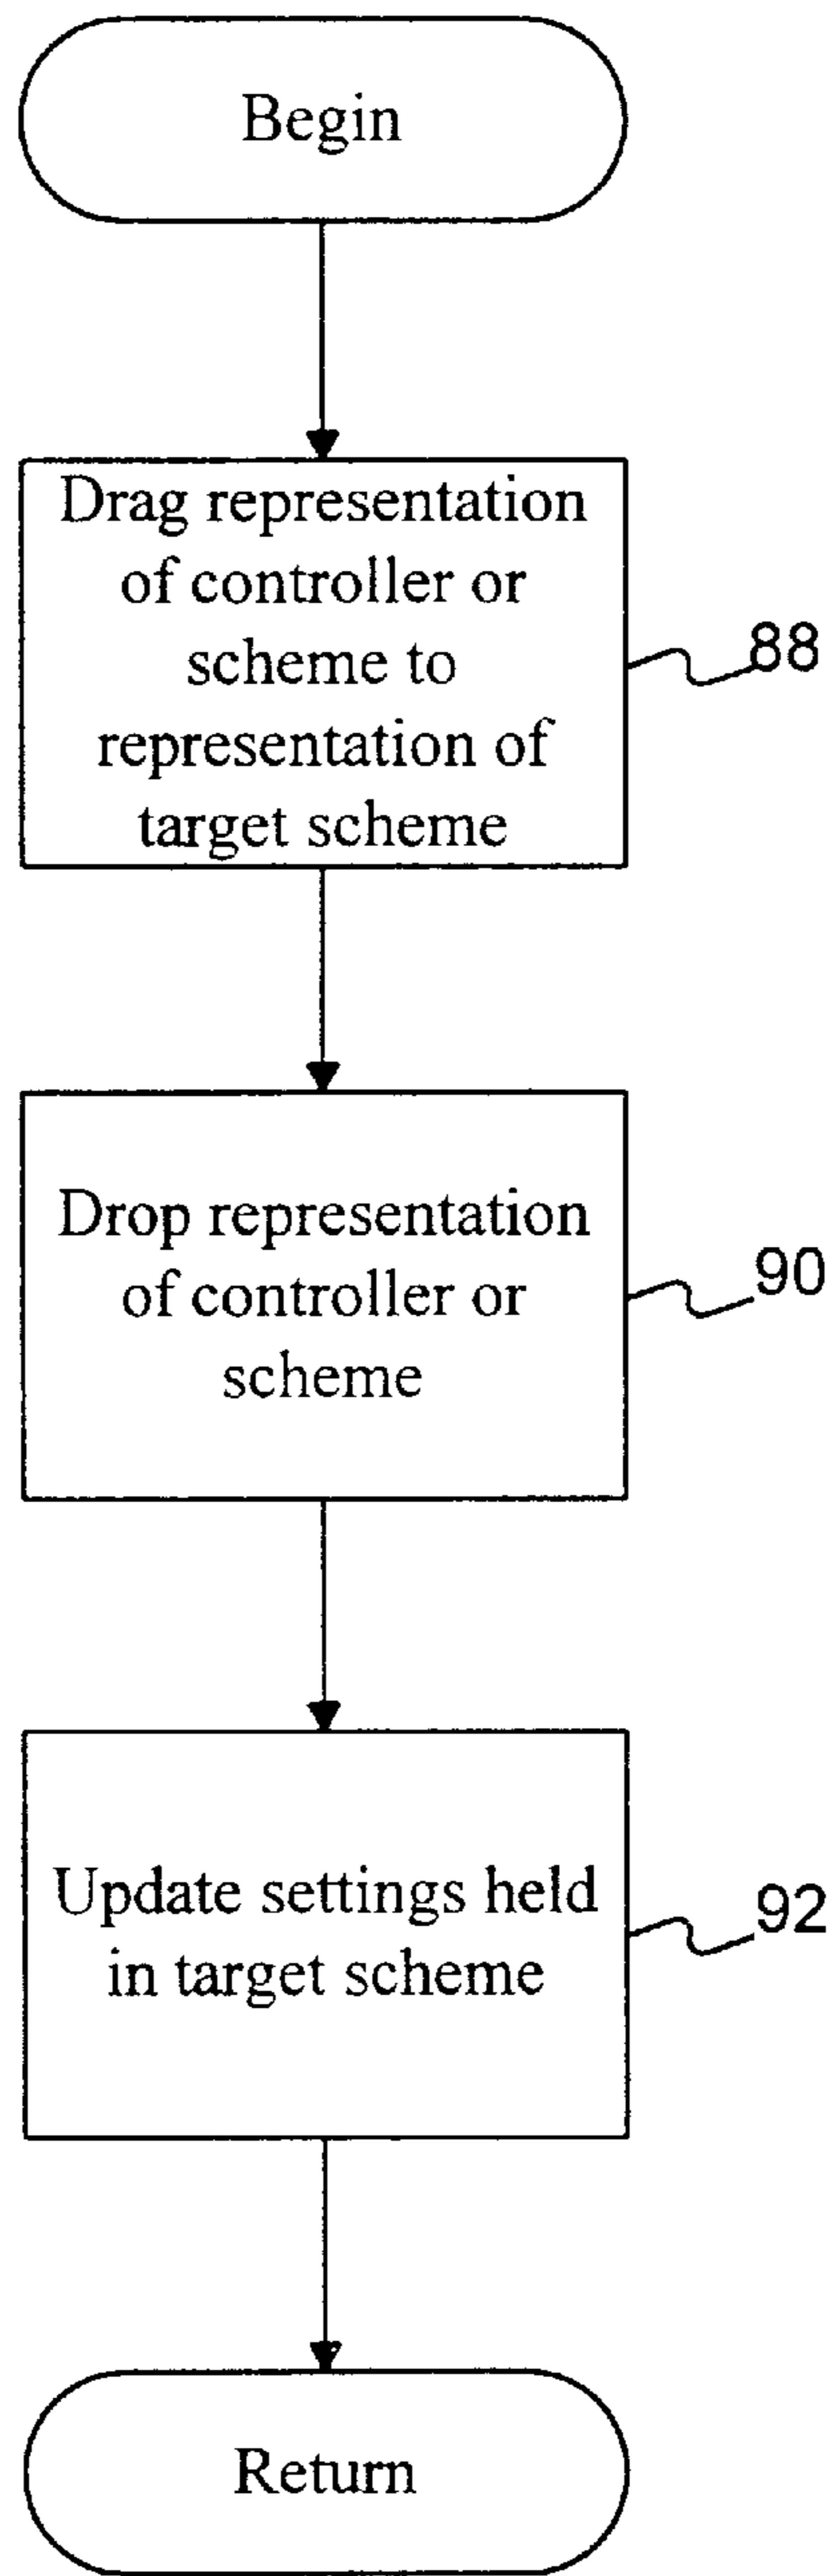 Begin
Drag representation
of controller or
scheme to
representation of
target scheme
88
Drop representation
of controller or
scheme
90
Update settings held
in target scheme
92
Return